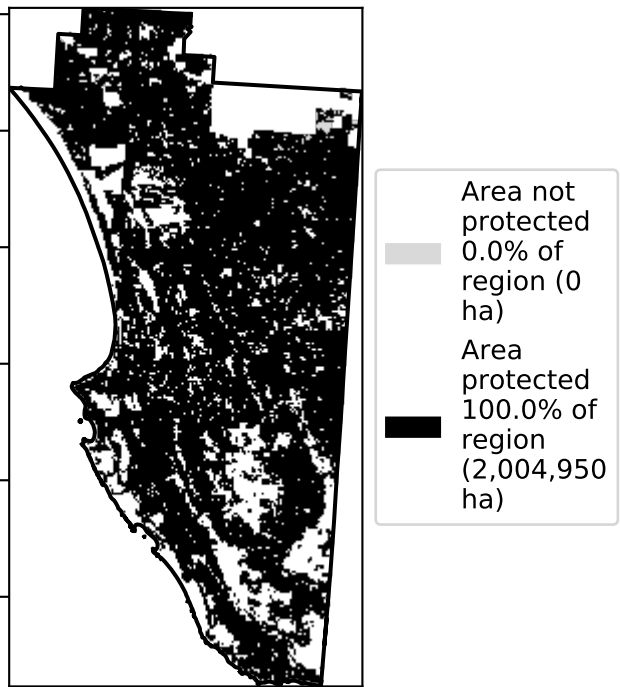 Area not
protected
0.0% of
region (0
ha)
Area
protected
100.0% of
region
(2,004,950
ha)